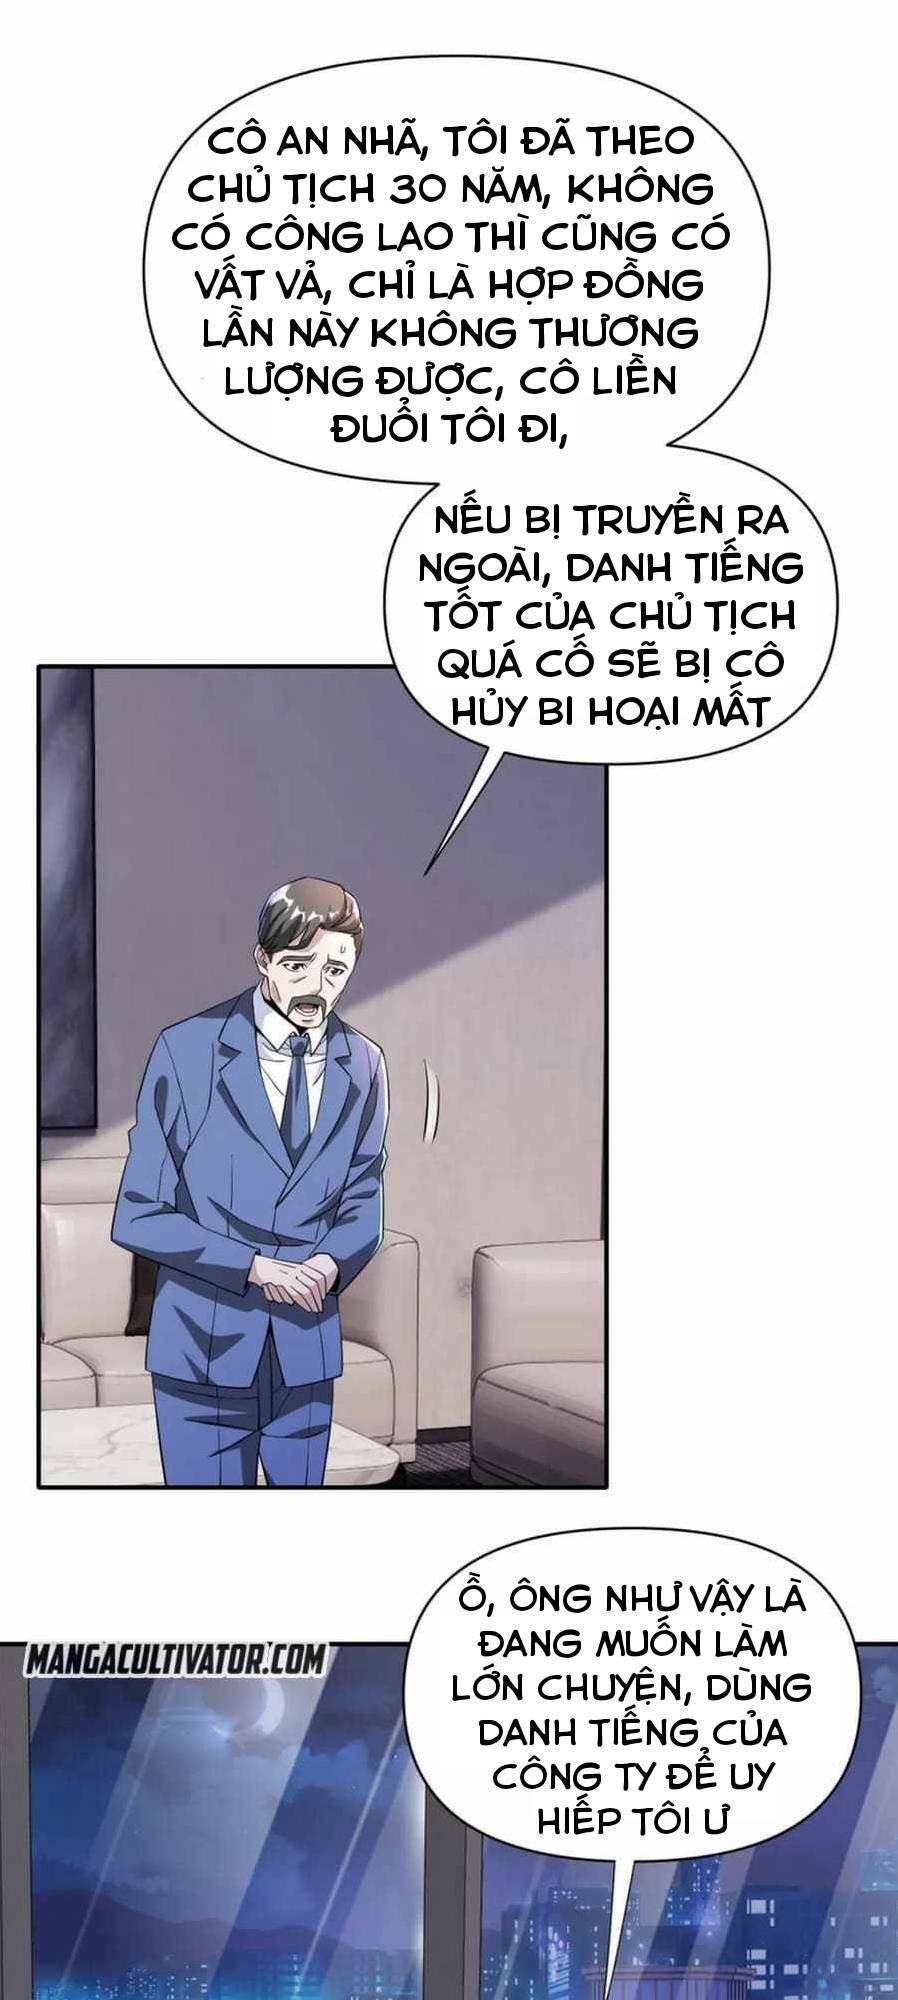 CÔ AN NHÃ, TÔI ĐÃ THEO
CHỦ TỊCH 30 NĂM, KHÔNG
CÓ CÔNG LAO THÌ CŨNG CÓ
VẤT VẢ, CHỈ LÀ HỢP ĐỒNG
LẦN NÀY KHÔNG THƯƠNG
LƯỢNG ĐƯỢC, CÔ LIỀN
ĐUỔI TÔI ĐI,
NẾU BỊ TRUYỀN RA
NGOÀI, DANH TIẾNG
TỐT CỦA CHỦ TỊCH
QUÁ CỐ SẼ BỊ CÔ
HỦY BI HOẠI MẤT
Ồ, ÔNG NHƯ VẬY LÀ
ĐANG MUỐN LÀM
LỚN CHUYỆN, DÙNG
DANH TIẾNG CỦA
CÔNG TY ĐỂ UY
HIẾP TÔI Ư
MANGACULTIVATOR.COM